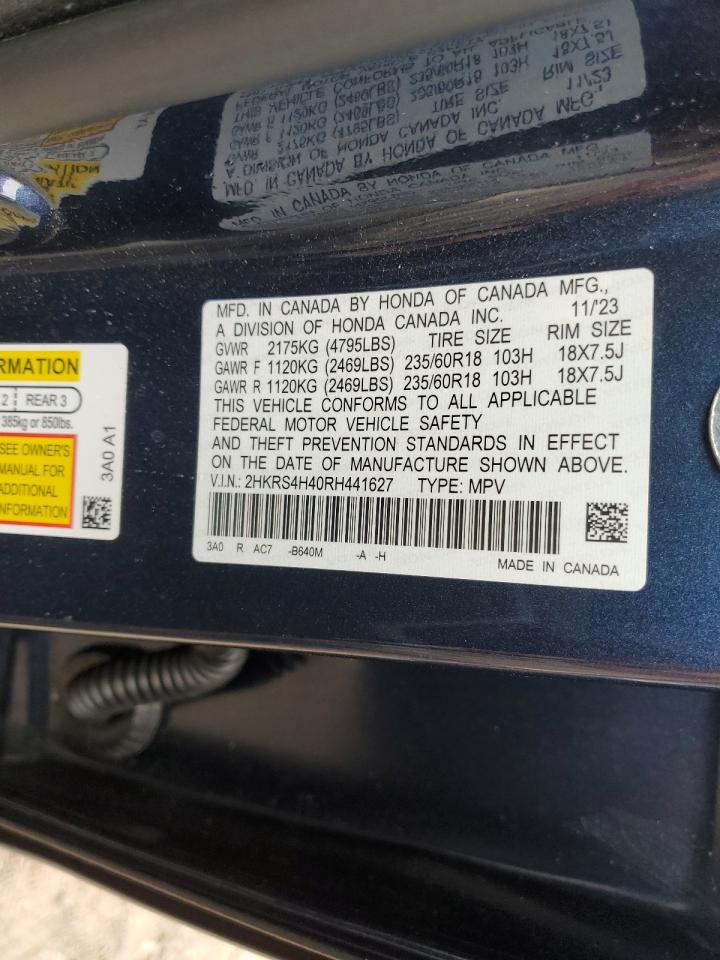 MFD. IN CANADA BY HONDA OF CANADA MFG.,
A DIVISION OF HONDA CANADA INC. 11/'23
GVWR 2175KG (4795LBS) TIRE SIZE RIM SIZE
GAWR F 1120KG (2469LBS) 235/60R18 103H 18X7.5J
GAWR R 1120KG (2469LBS) 235/60R18 103H 18X7.5J
THIS VEHICLE CONFORMS TO ALL APPLICABLE
FEDERAL MOTOR VEHICLE SAFETY
AND THEFT PREVENTION STANDARDS IN EFFECT
ON THE DATE OF MANUFACTURE SHOWN ABOVE.
V.I.N.: 2HKRS4H40RH441627 TYPE: MPV
3A0 R AC7 -B640M -A -H
MADE IN CANADA
2 REAR 3
385kg or 850lbs.
SEE OWNER'S
MANUAL FOR
ADDITIONAL
3A0 A1